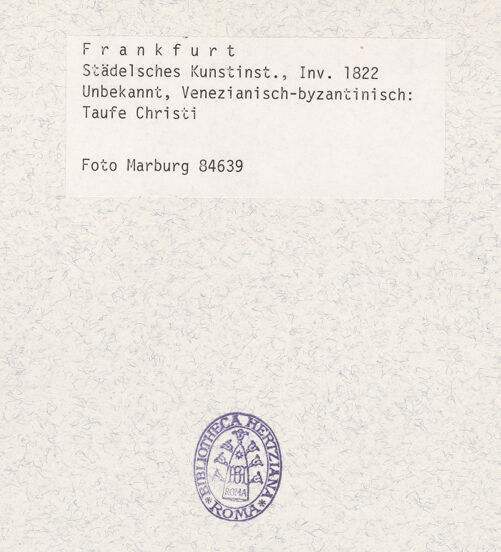 Frankfurt
Städelsches Kunstinst., Inv. 1822
Unbekannt, Venezianisch-byzantinisch:
Taufe Christi
Foto Marburg 84639
BIBLIOTHECA HERTZIANA
ROMA
ROMA